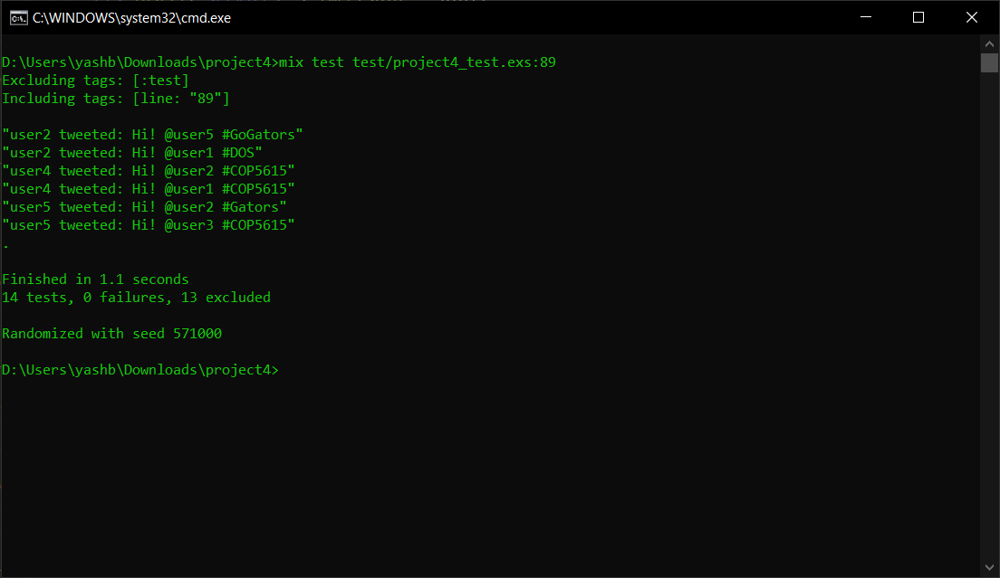 C:\WINDOWS\system32\cmd.exe
D:\Users\yashb\Downloads\project4>mix test test/project4_test.exs:89
Excluding tags: [:test]
Including tags: [line: "89"]
"user2 tweeted: Hi! @user5 #GoGators"
"user2 tweeted: Hi! @user1 #DOS"
"user4 tweeted: Hi! @user2 #COP5615"
"user4 tweeted: Hi! @user1 #COP5615"
"user5 tweeted: Hi! @user2 #Gators"
"user5 tweeted: Hi! @user3 #COP5615"
.
Finished in 1.1 seconds
14 tests, 0 failures, 13 excluded
Randomized with seed 571000
D:\Users\yashb\Downloads\project4>